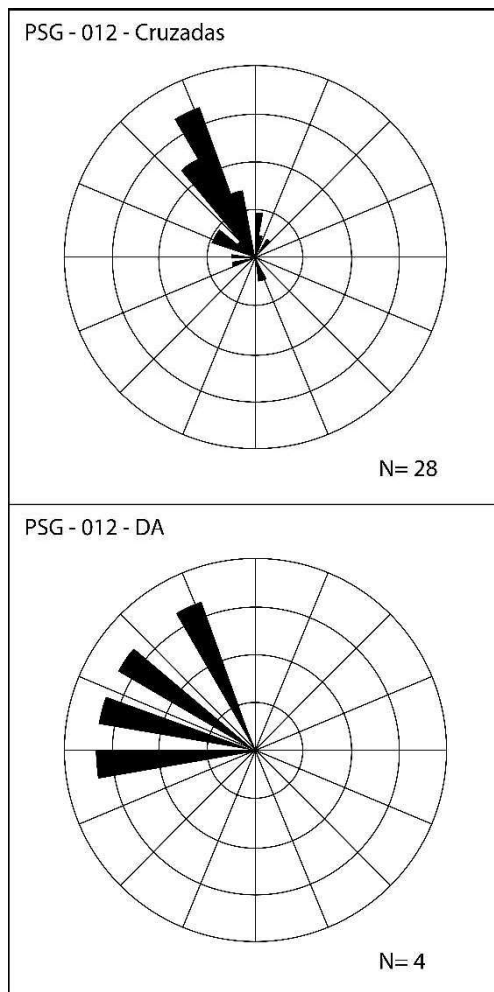 PSG - 012 - Cruzadas
N= 28
PSG - 012 - DA
N= 4